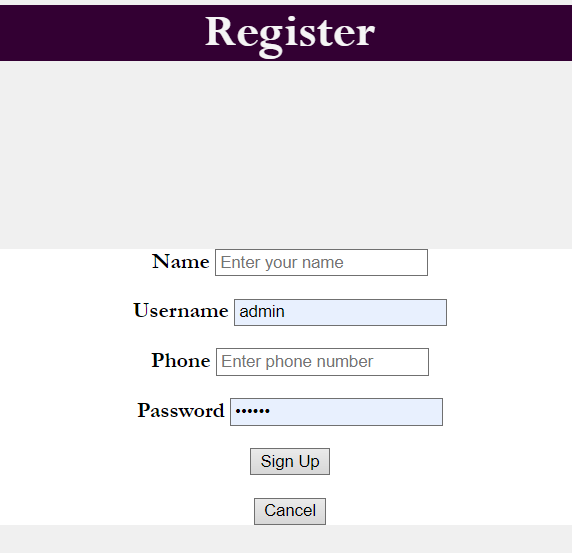 Register
Name Enter your name
Username admin
Phone Enter phone number
Password ••••••
Sign Up
Cancel